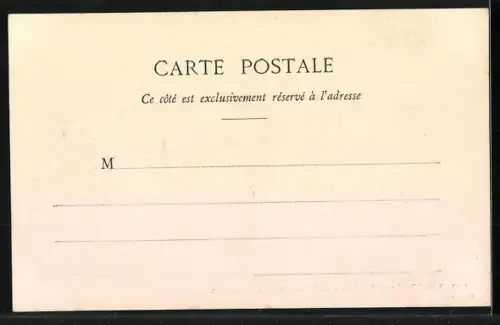 CARTE POSTALE
Ce côté est exclusivement réservé à l'adresse
M